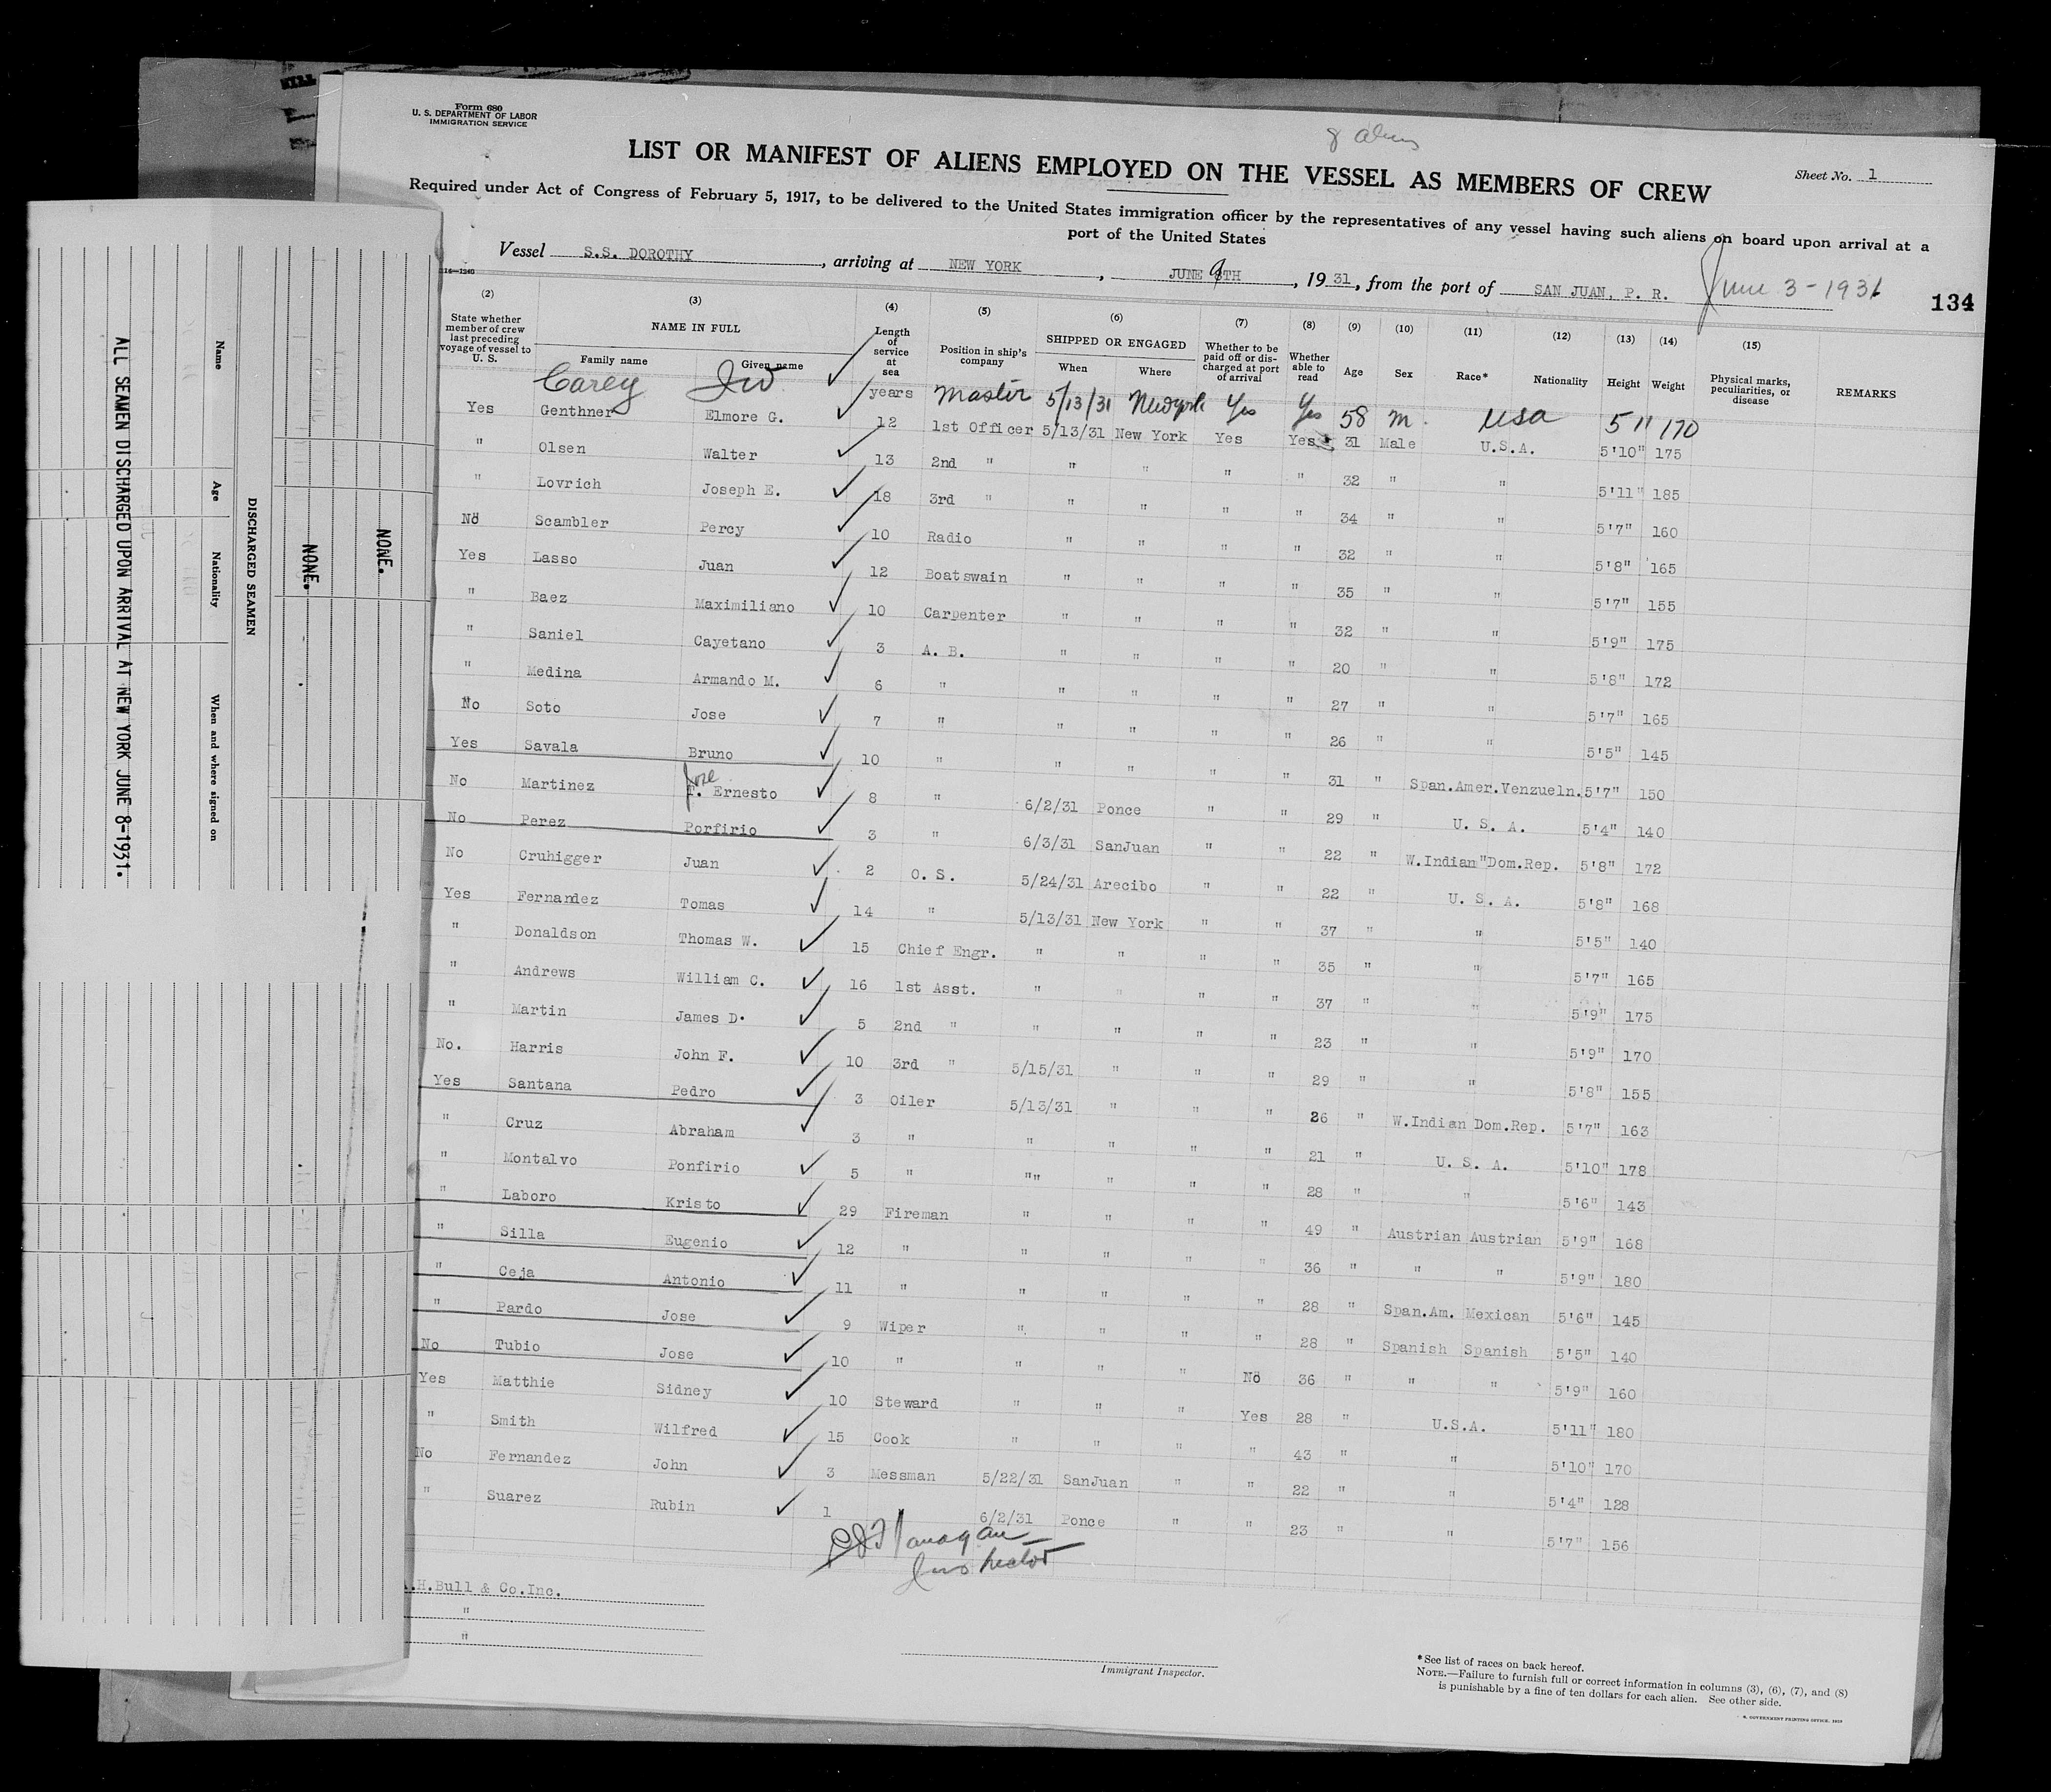 Form 680
U. S. DEPARTMENT OF LABOR
IMMIGRATION SERVICE
8 aliens
LIST OR MANIFEST OF ALIENS EMPLOYED ON THE VESSEL AS MEMBERS OF CREW
Sheet No. 1
Required under Act of Congress of February 5, 1917, to be delivered to the United States immigration officer by the representatives of any vessel having such aliens on board upon arrival at a
port of the United States
Vessel S.S. DOROTHY, arriving at NEW YORK, JUNE 8TH, 1931, from the port of SAN JUAN, P. R. June 3-1931
134
(2) (3) (4) (5) (6) (7) (8) (9) (10) (11) (12) (13) (14) (15)
State whether member of crew last preceding voyage of vessel to U. S. NAME IN FULL Family name Given name Length of service at sea Position in ship's company SHIPPED OR ENGAGED When Where Whether to be paid off or discharged at port of arrival Whether able to read Age Sex Race* Nationality Height Weight Physical marks, peculiarities, or disease REMARKS
Carey years Master 5/13/31 Newyork Yes Yes 58 m. USA 5 11 170
Yes Genthner Elmore G. 12 1st Officer 5/13/31 New York Yes Yes 31 Male U.S.A. 5'10" 175
" Olsen Walter 13 2nd " " " " " 32 " " 5'11" 185
" Lovrich Joseph E. 18 3rd " " " " " 34 " " 5'7" 160
No Scambler Percy 10 Radio " " " " 32 " " 5'8" 165
Yes Lasso Juan 12 Boatswain " " " " 35 " " 5'7" 155
" Baez Maximiliano 10 Carpenter " " " " 32 " " 5'9" 175
" Saniel Cayetano 3 A. B. " " " " 20 " " 5'8" 172
" Medina Armando M. 6 " " " " " 27 " " 5'7" 165
No Soto Jose 7 " " " " " 26 " " 5'5" 145
Yes Savala Bruno 10 " " " " " 31 " Span.Amer.Venzueln. 5'7" 150
No Martinez Jose T. Ernesto 8 " 6/2/31 Ponce " " 29 " U. S. A. 5'4" 140
No Perez Porfirio 3 " 6/3/31 SanJuan " " 22 " W.Indian"Dom.Rep. 5'8" 172
No Cruhigger Juan 2 O. S. 5/24/31 Arecibo " " 22 " U. S. A. 5'8" 168
Yes Fernandez Tomas 14 " 5/13/31 New York " " 37 " " 5'5" 140
" Donaldson Thomas W. 15 Chief Engr. " " " " 35 " " 5'7" 165
" Andrews William C. 16 1st Asst. " " " " 37 " " 5'9" 175
" Martin James D. 5 2nd " " " " " 23 " " 5'9" 170
No. Harris John F. 10 3rd " 5/15/31 " " " 29 " " 5'8" 155
Yes Santana Pedro 3 Oiler 5/13/31 " " " 26 " W.Indian Dom.Rep. 5'7" 163
" Cruz Abraham 3 " " " " " 21 " U. S. A. 5'10" 178
" Montalvo Ponfirio 5 " "" " " " 28 " " 5'6" 143
" Laboro Kristo 29 Fireman " " " " 49 " Austrian Austrian 5'9" 168
" Silla Eugenio 12 " " " " " 36 " " " 5'9" 180
" Ceja Antonio 11 " " " " " 28 " Span.Am. Mexican 5'6" 145
" Pardo Jose 9 Wiper " " " " 28 " Spanish Spanish 5'5" 140
No Tubio Jose 10 " " " " No 36 " " " 5'9" 160
Yes Matthie Sidney 10 Steward " " " Yes 28 " U.S.A. 5'11" 180
" Smith Wilfred 15 Cook " " " " 43 " " 5'10" 170
No Fernandez John 3 Messman 5/22/31 SanJuan " " 22 " " 5'4" 128
" Suarez Rubin 1 6/2/31 Ponce " " 23 " " 5'7" 156
Flanagan
Inspector
.H.Bull & Co.Inc.
"
"
Immigrant Inspector.
*See list of races on back hereof.
NOTE.—Failure to furnish full or correct information in columns (3), (6), (7), and (8)
is punishable by a fine of ten dollars for each alien. See other side.
GOVERNMENT PRINTING OFFICE
ALL SEAMEN DISCHARGED UPON ARRIVAL AT NEW YORK JUNE 8-1931.
Name Age Nationality When and where signed on
DISCHARGED SEAMEN
NONE.
NONE.